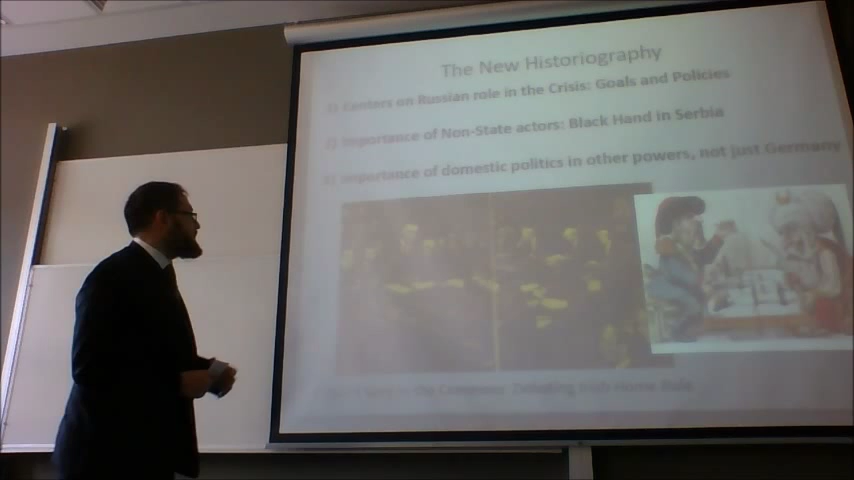 The New Historiography
1) Centers on Russian role in the Crisis: Goals and Policies
2) Importance of Non-State actors: Black Hand in Serbia
3) Importance of domestic politics in other powers, not just Germany
the Commons: Debating Irish Home Rule